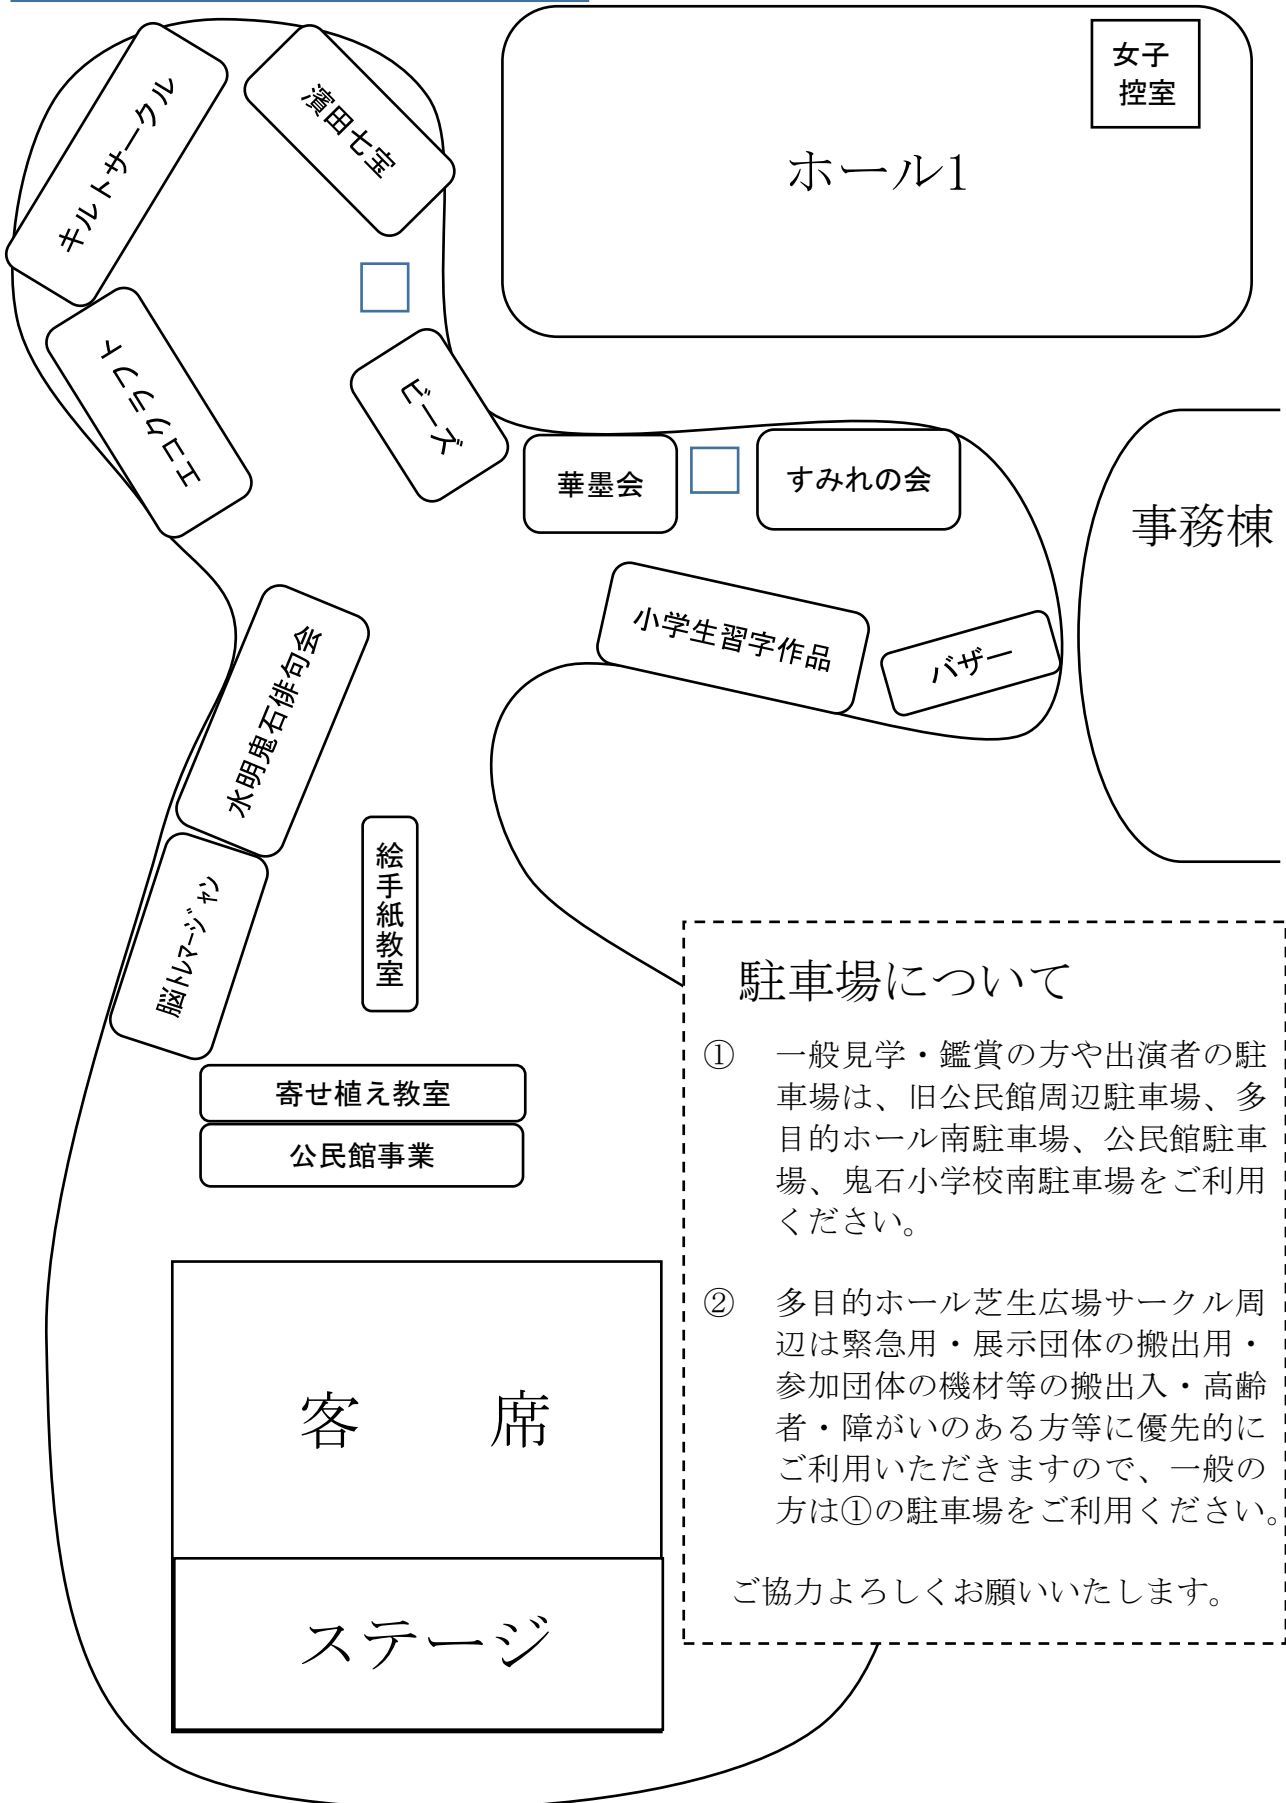 女子
控室
ホール1
キルトサークル
濱田七宝
エコクラフト
ビーズ
華墨会
すみれの会
事務棟
小学生習字作品
バザー
水明鬼石俳句会
脳トレマージャン
絵手紙教室
寄せ植え教室
公民館事業
客　席
ステージ
駐車場について
① 一般見学・鑑賞の方や出演者の駐
車場は、旧公民館周辺駐車場、多
目的ホール南駐車場、公民館駐車
場、鬼石小学校南駐車場をご利用
ください。
② 多目的ホール芝生広場サークル周
辺は緊急用・展示団体の搬出用・
参加団体の機材等の搬出入・高齢
者・障がいのある方等に優先的に
ご利用いただきますので、一般の
方は①の駐車場をご利用ください。
ご協力よろしくお願いいたします。